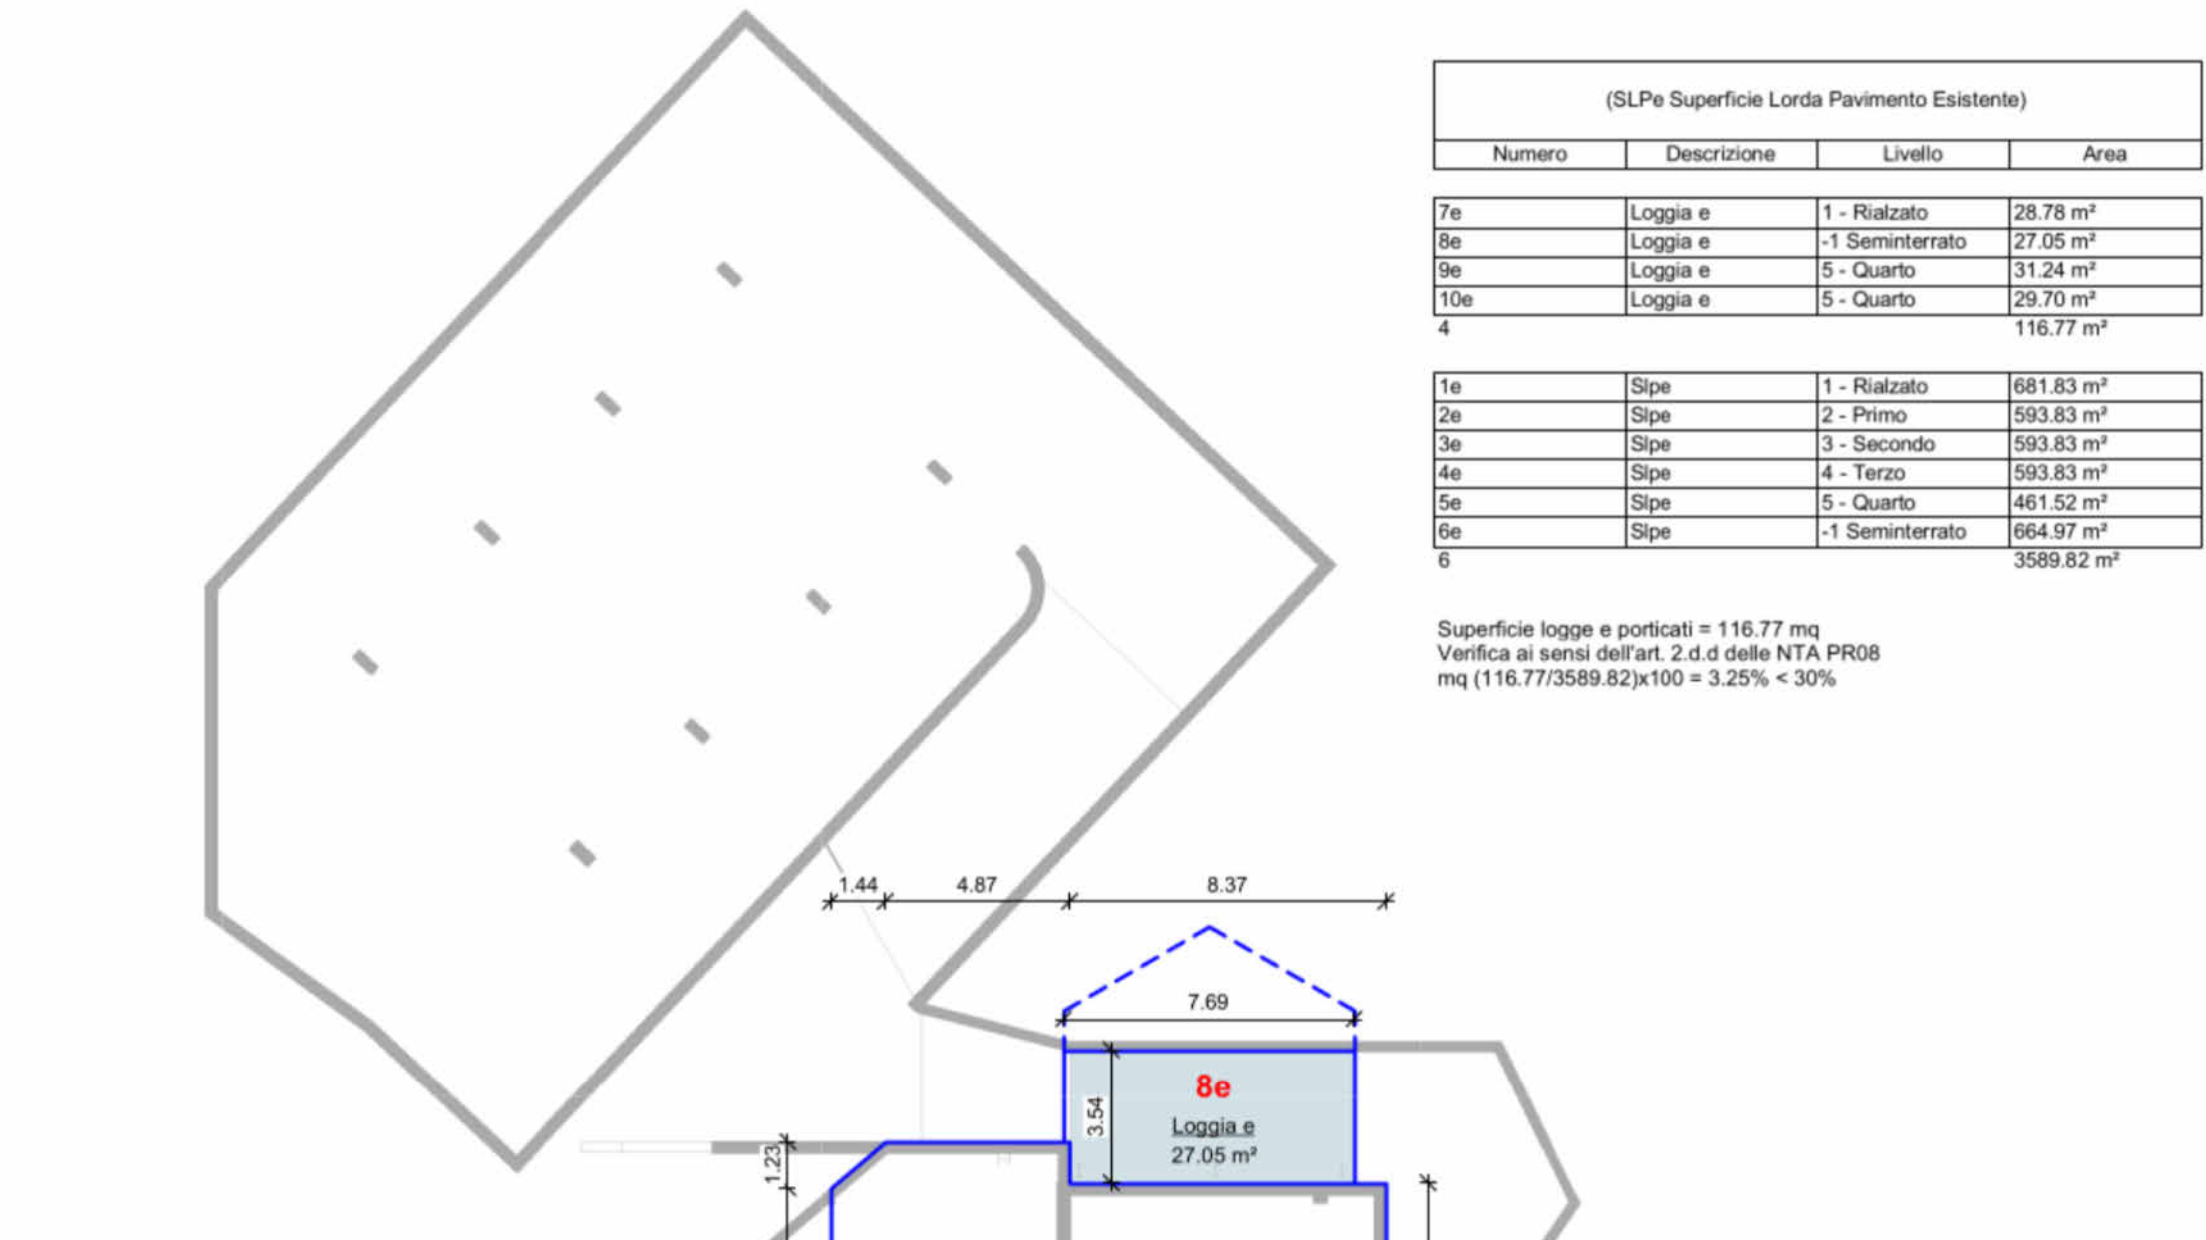 (SLPe Superficie Lorda Pavimento Esistente)
Numero Descrizione Livello Area
7e Loggia e 1 - Rialzato 28.78 m²
8e Loggia e -1 Seminterrato 27.05 m²
9e Loggia e 5 - Quarto 31.24 m²
10e Loggia e 5 - Quarto 29.70 m²
4 116.77 m²
1e Slpe 1 - Rialzato 681.83 m²
2e Slpe 2 - Primo 593.83 m²
3e Slpe 3 - Secondo 593.83 m²
4e Slpe 4 - Terzo 593.83 m²
5e Slpe 5 - Quarto 461.52 m²
6e Slpe -1 Seminterrato 664.97 m²
6 3589.82 m²
Superficie logge e porticati = 116.77 mq
Verifica ai sensi dell'art. 2.d.d delle NTA PR08
mq (116.77/3589.82)x100 = 3.25% < 30%
1.44 4.87 8.37
7.69
8e
3.54
Loggia e
27.05 m²
1.23